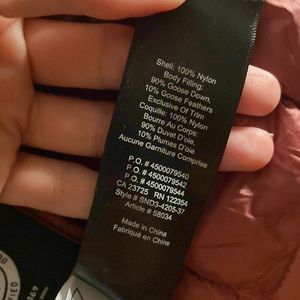 Shell: 100% Nylon
Body Filling:
90% Goose Down,
10% Goose Feathers
Exclusive Of Trim
Coquille: 100% Nylon
Bourre Au Corps:
90% Duvet D'oie
10% Plumes D'oie
Aucune Garniture Comprise
P.O. # 4500079540
P.O. # 4500079542
P.O. # 4500079544
CA 23725 RN 122354
Style # SND3-4205-37
Article # 58034
Made in China
Fabriqué en Chine